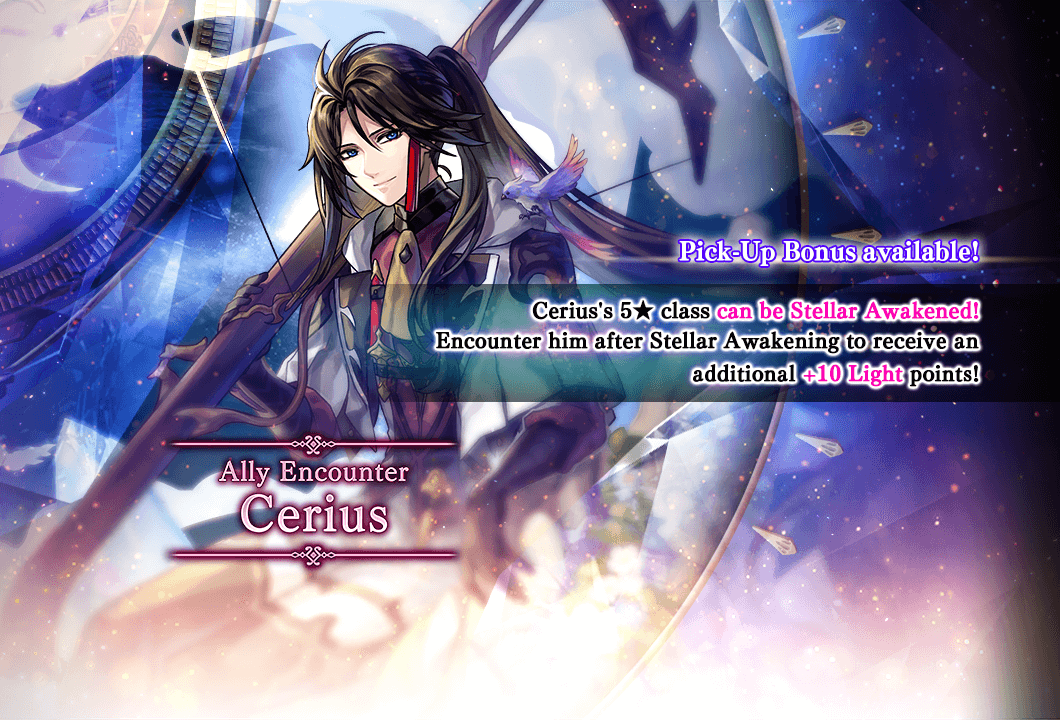 Pick-Up Bonus available!
Cerius's 5★ class can be Stellar Awakened!
Encounter him after Stellar Awakening to receive an
additional +10 Light points!
Ally Encounter
Cerius